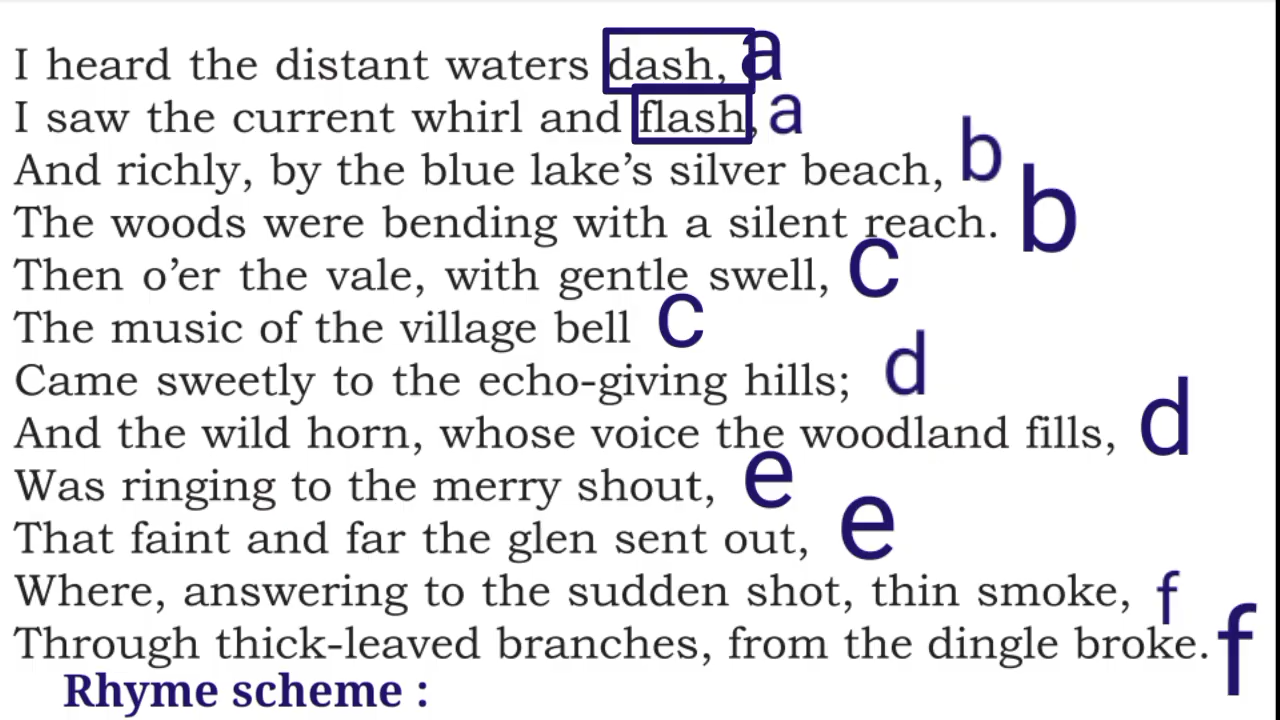 I heard the distant waters dash, a
I saw the current whirl and flash, a
And richly, by the blue lake’s silver beach, b
The woods were bending with a silent reach. b
Then o’er the vale, with gentle swell, c
The music of the village bell c
Came sweetly to the echo-giving hills; d
And the wild horn, whose voice the woodland fills, d
Was ringing to the merry shout, e
That faint and far the glen sent out, e
Where, answering to the sudden shot, thin smoke, f
Through thick-leaved branches, from the dingle broke. f
Rhyme scheme :